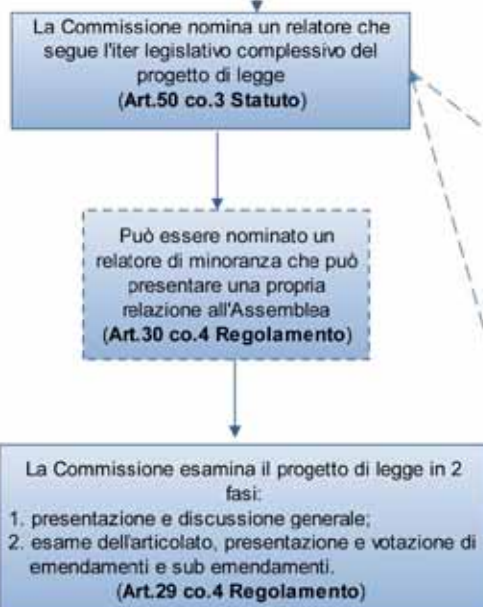 La Commissione nomina un relatore che
segue l'iter legislativo complessivo del
progetto di legge
(Art.50 co.3 Statuto)
Può essere nominato un
relatore di minoranza che può
presentare una propria
relazione all'Assemblea
(Art.30 co.4 Regolamento)
La Commissione esamina il progetto di legge in 2
fasi:
1. presentazione e discussione generale;
2. esame dell'articolato, presentazione e votazione di
emendamenti e sub emendamenti.
(Art.29 co.4 Regolamento)